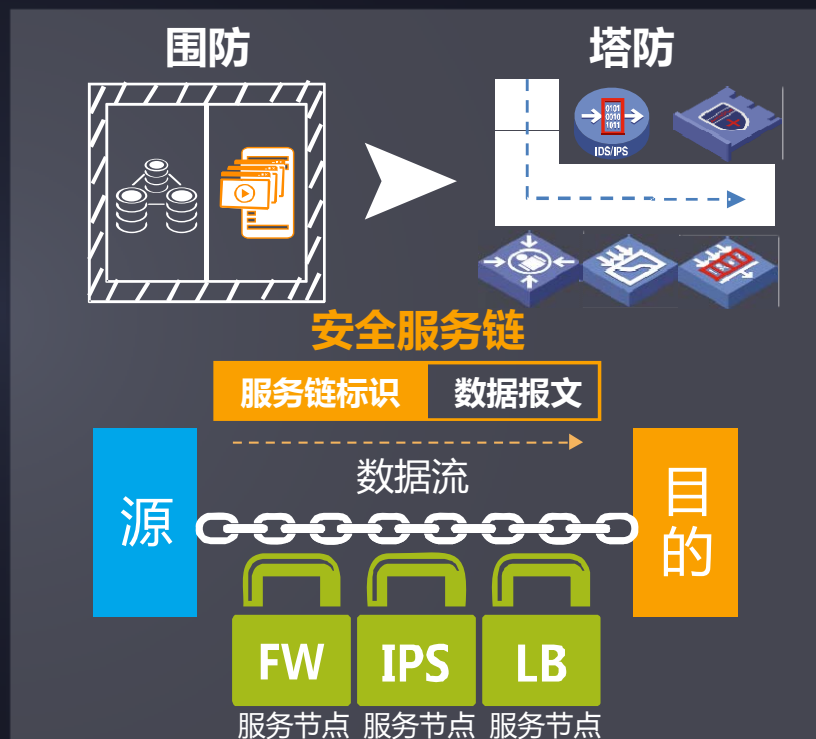 围防
塔防
0101
0010
1011
IDS/IPS
安全服务链
服务链标识
数据报文
数据流
源
目的
FW
IPS
LB
服务节点
服务节点
服务节点